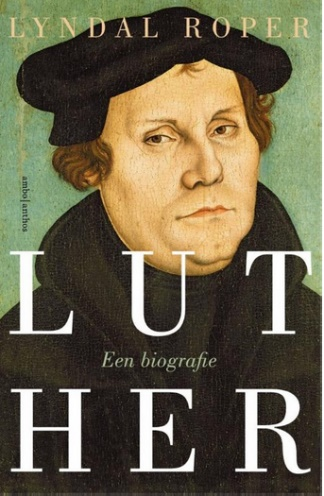 LYNDAL ROPER
ambo|anthos
LUT
Een biografie
HER